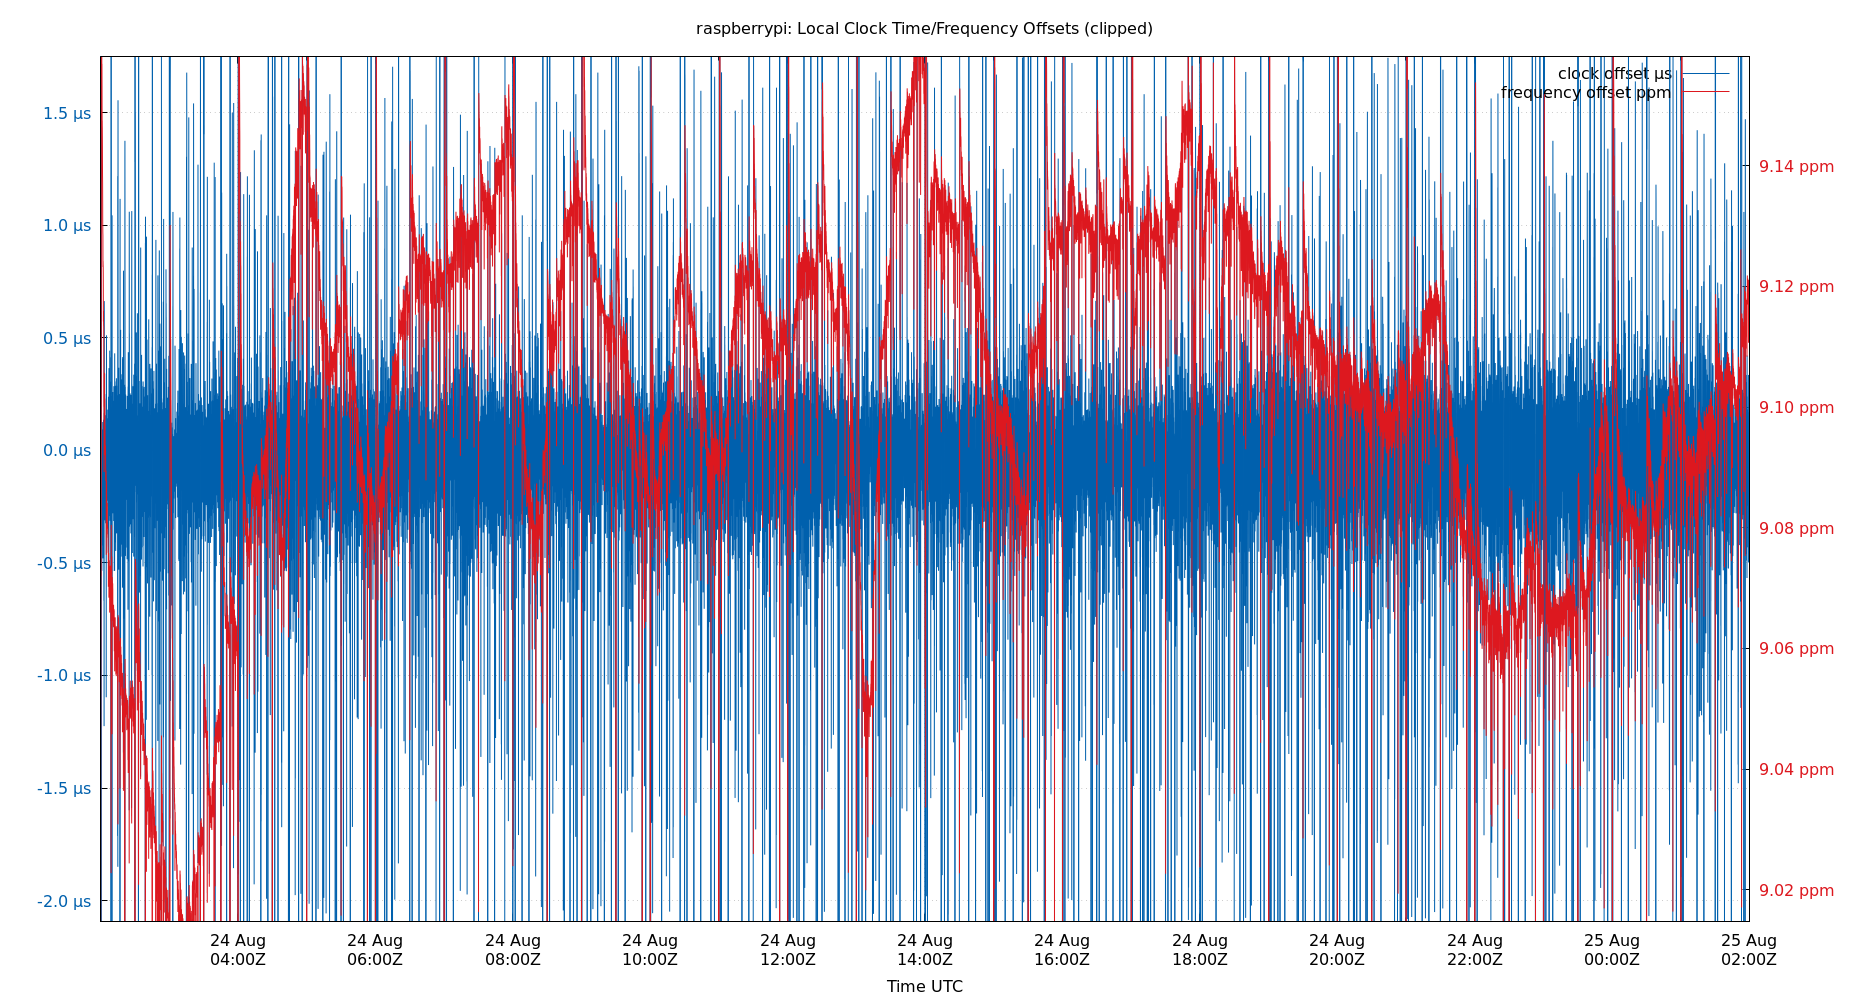 raspberrypi: Local Clock Time/Frequency Offsets (clipped)
clock offset µs
frequency offset ppm
1.5 µs
1.0 µs
0.5 µs
0.0 µs
-0.5 µs
-1.0 µs
-1.5 µs
-2.0 µs
9.14 ppm
9.12 ppm
9.10 ppm
9.08 ppm
9.06 ppm
9.04 ppm
9.02 ppm
24 Aug 24 Aug 24 Aug 24 Aug 24 Aug 24 Aug 24 Aug 24 Aug 24 Aug 24 Aug 25 Aug 25 Aug
04:00Z 06:00Z 08:00Z 10:00Z 12:00Z 14:00Z 16:00Z 18:00Z 20:00Z 22:00Z 00:00Z 02:00Z
Time UTC